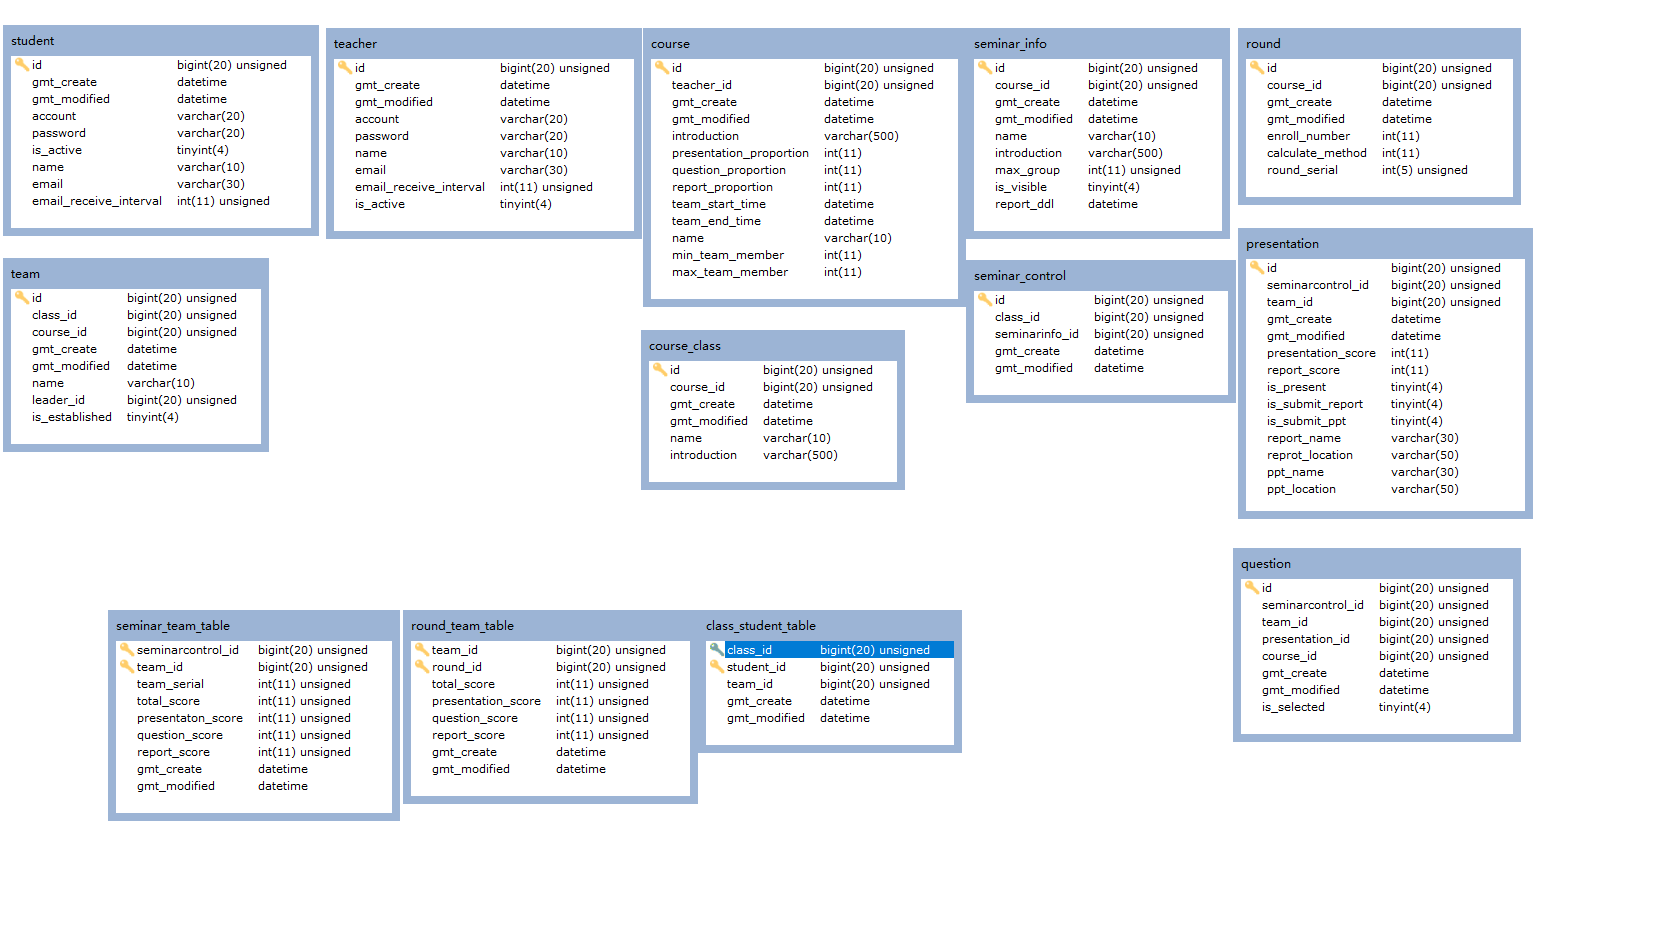 student
id bigint(20) unsigned
gmt_create datetime
gmt_modified datetime
account varchar(20)
password varchar(20)
is_active tinyint(4)
name varchar(10)
email varchar(30)
email_receive_interval int(11) unsigned
teacher
id bigint(20) unsigned
gmt_create datetime
gmt_modified datetime
account varchar(20)
password varchar(20)
name varchar(10)
email varchar(30)
email_receive_interval int(11) unsigned
is_active tinyint(4)
course
id bigint(20) unsigned
teacher_id bigint(20) unsigned
gmt_create datetime
gmt_modified datetime
introduction varchar(500)
presentation_proportion int(11)
question_proportion int(11)
report_proportion int(11)
team_start_time datetime
team_end_time datetime
name varchar(10)
min_team_member int(11)
max_team_member int(11)
seminar_info
id bigint(20) unsigned
course_id bigint(20) unsigned
gmt_create datetime
gmt_modified datetime
name varchar(10)
introduction varchar(500)
max_group int(11) unsigned
is_visible tinyint(4)
report_ddl datetime
round
id bigint(20) unsigned
course_id bigint(20) unsigned
gmt_create datetime
gmt_modified datetime
enroll_number int(11)
calculate_method int(11)
round_serial int(5) unsigned
team
id bigint(20) unsigned
class_id bigint(20) unsigned
course_id bigint(20) unsigned
gmt_create datetime
gmt_modified datetime
name varchar(10)
leader_id bigint(20) unsigned
is_established tinyint(4)
course_class
id bigint(20) unsigned
course_id bigint(20) unsigned
gmt_create datetime
gmt_modified datetime
name varchar(10)
introduction varchar(500)
seminar_control
id bigint(20) unsigned
class_id bigint(20) unsigned
seminarinfo_id bigint(20) unsigned
gmt_create datetime
gmt_modified datetime
presentation
id bigint(20) unsigned
seminarcontrol_id bigint(20) unsigned
team_id bigint(20) unsigned
gmt_create datetime
gmt_modified datetime
presentation_score int(11)
report_score int(11)
is_present tinyint(4)
is_submit_report tinyint(4)
is_submit_ppt tinyint(4)
report_name varchar(30)
reprot_location varchar(50)
ppt_name varchar(30)
ppt_location varchar(50)
question
id bigint(20) unsigned
seminarcontrol_id bigint(20) unsigned
team_id bigint(20) unsigned
presentation_id bigint(20) unsigned
course_id bigint(20) unsigned
gmt_create datetime
gmt_modified datetime
is_selected tinyint(4)
seminar_team_table
seminarcontrol_id bigint(20) unsigned
team_id bigint(20) unsigned
team_serial int(11) unsigned
total_score int(11) unsigned
presentaton_score int(11) unsigned
question_score int(11) unsigned
report_score int(11) unsigned
gmt_create datetime
gmt_modified datetime
round_team_table
team_id bigint(20) unsigned
round_id bigint(20) unsigned
total_score int(11) unsigned
presentation_score int(11) unsigned
question_score int(11) unsigned
report_score int(11) unsigned
gmt_create datetime
gmt_modified datetime
class_student_table
class_id bigint(20) unsigned
student_id bigint(20) unsigned
team_id bigint(20) unsigned
gmt_create datetime
gmt_modified datetime